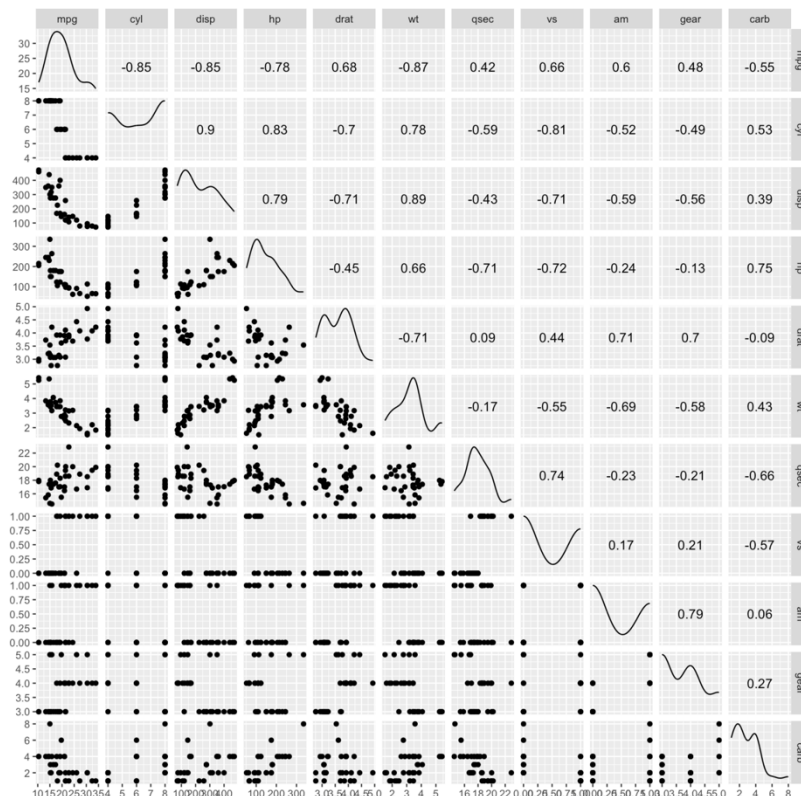 mpg cyl disp hp drat wt qsec vs am gear carb
30 25 20 15 -0.85 -0.85 -0.78 0.68 -0.87 0.42 0.66 0.6 0.48 -0.55 mpg
8 7 6 5 4 0.9 0.83 -0.7 0.78 -0.59 -0.81 -0.52 -0.49 0.53 cyl
400 300 200 100 0.79 -0.71 0.89 -0.43 -0.71 -0.59 -0.56 0.39 disp
300 200 100 -0.45 0.66 -0.71 -0.72 -0.24 -0.13 0.75 hp
5.0 4.5 4.0 3.5 3.0 -0.71 0.09 0.44 0.71 0.7 -0.09 drat
5 4 3 2 -0.17 -0.55 -0.69 -0.58 0.43 wt
22 20 18 16 0.74 -0.23 -0.21 -0.66 qsec
1.00 0.75 0.50 0.25 0.00 0.17 0.21 -0.57 vs
1.00 0.75 0.50 0.25 0.00 0.79 0.06 am
5.0 4.5 4.0 3.5 3.0 0.27 gear
8 6 4 2 carb
4 5 6 7 8 100 200 300 2 3 4 5 16 18 20 22 2 4 6 8